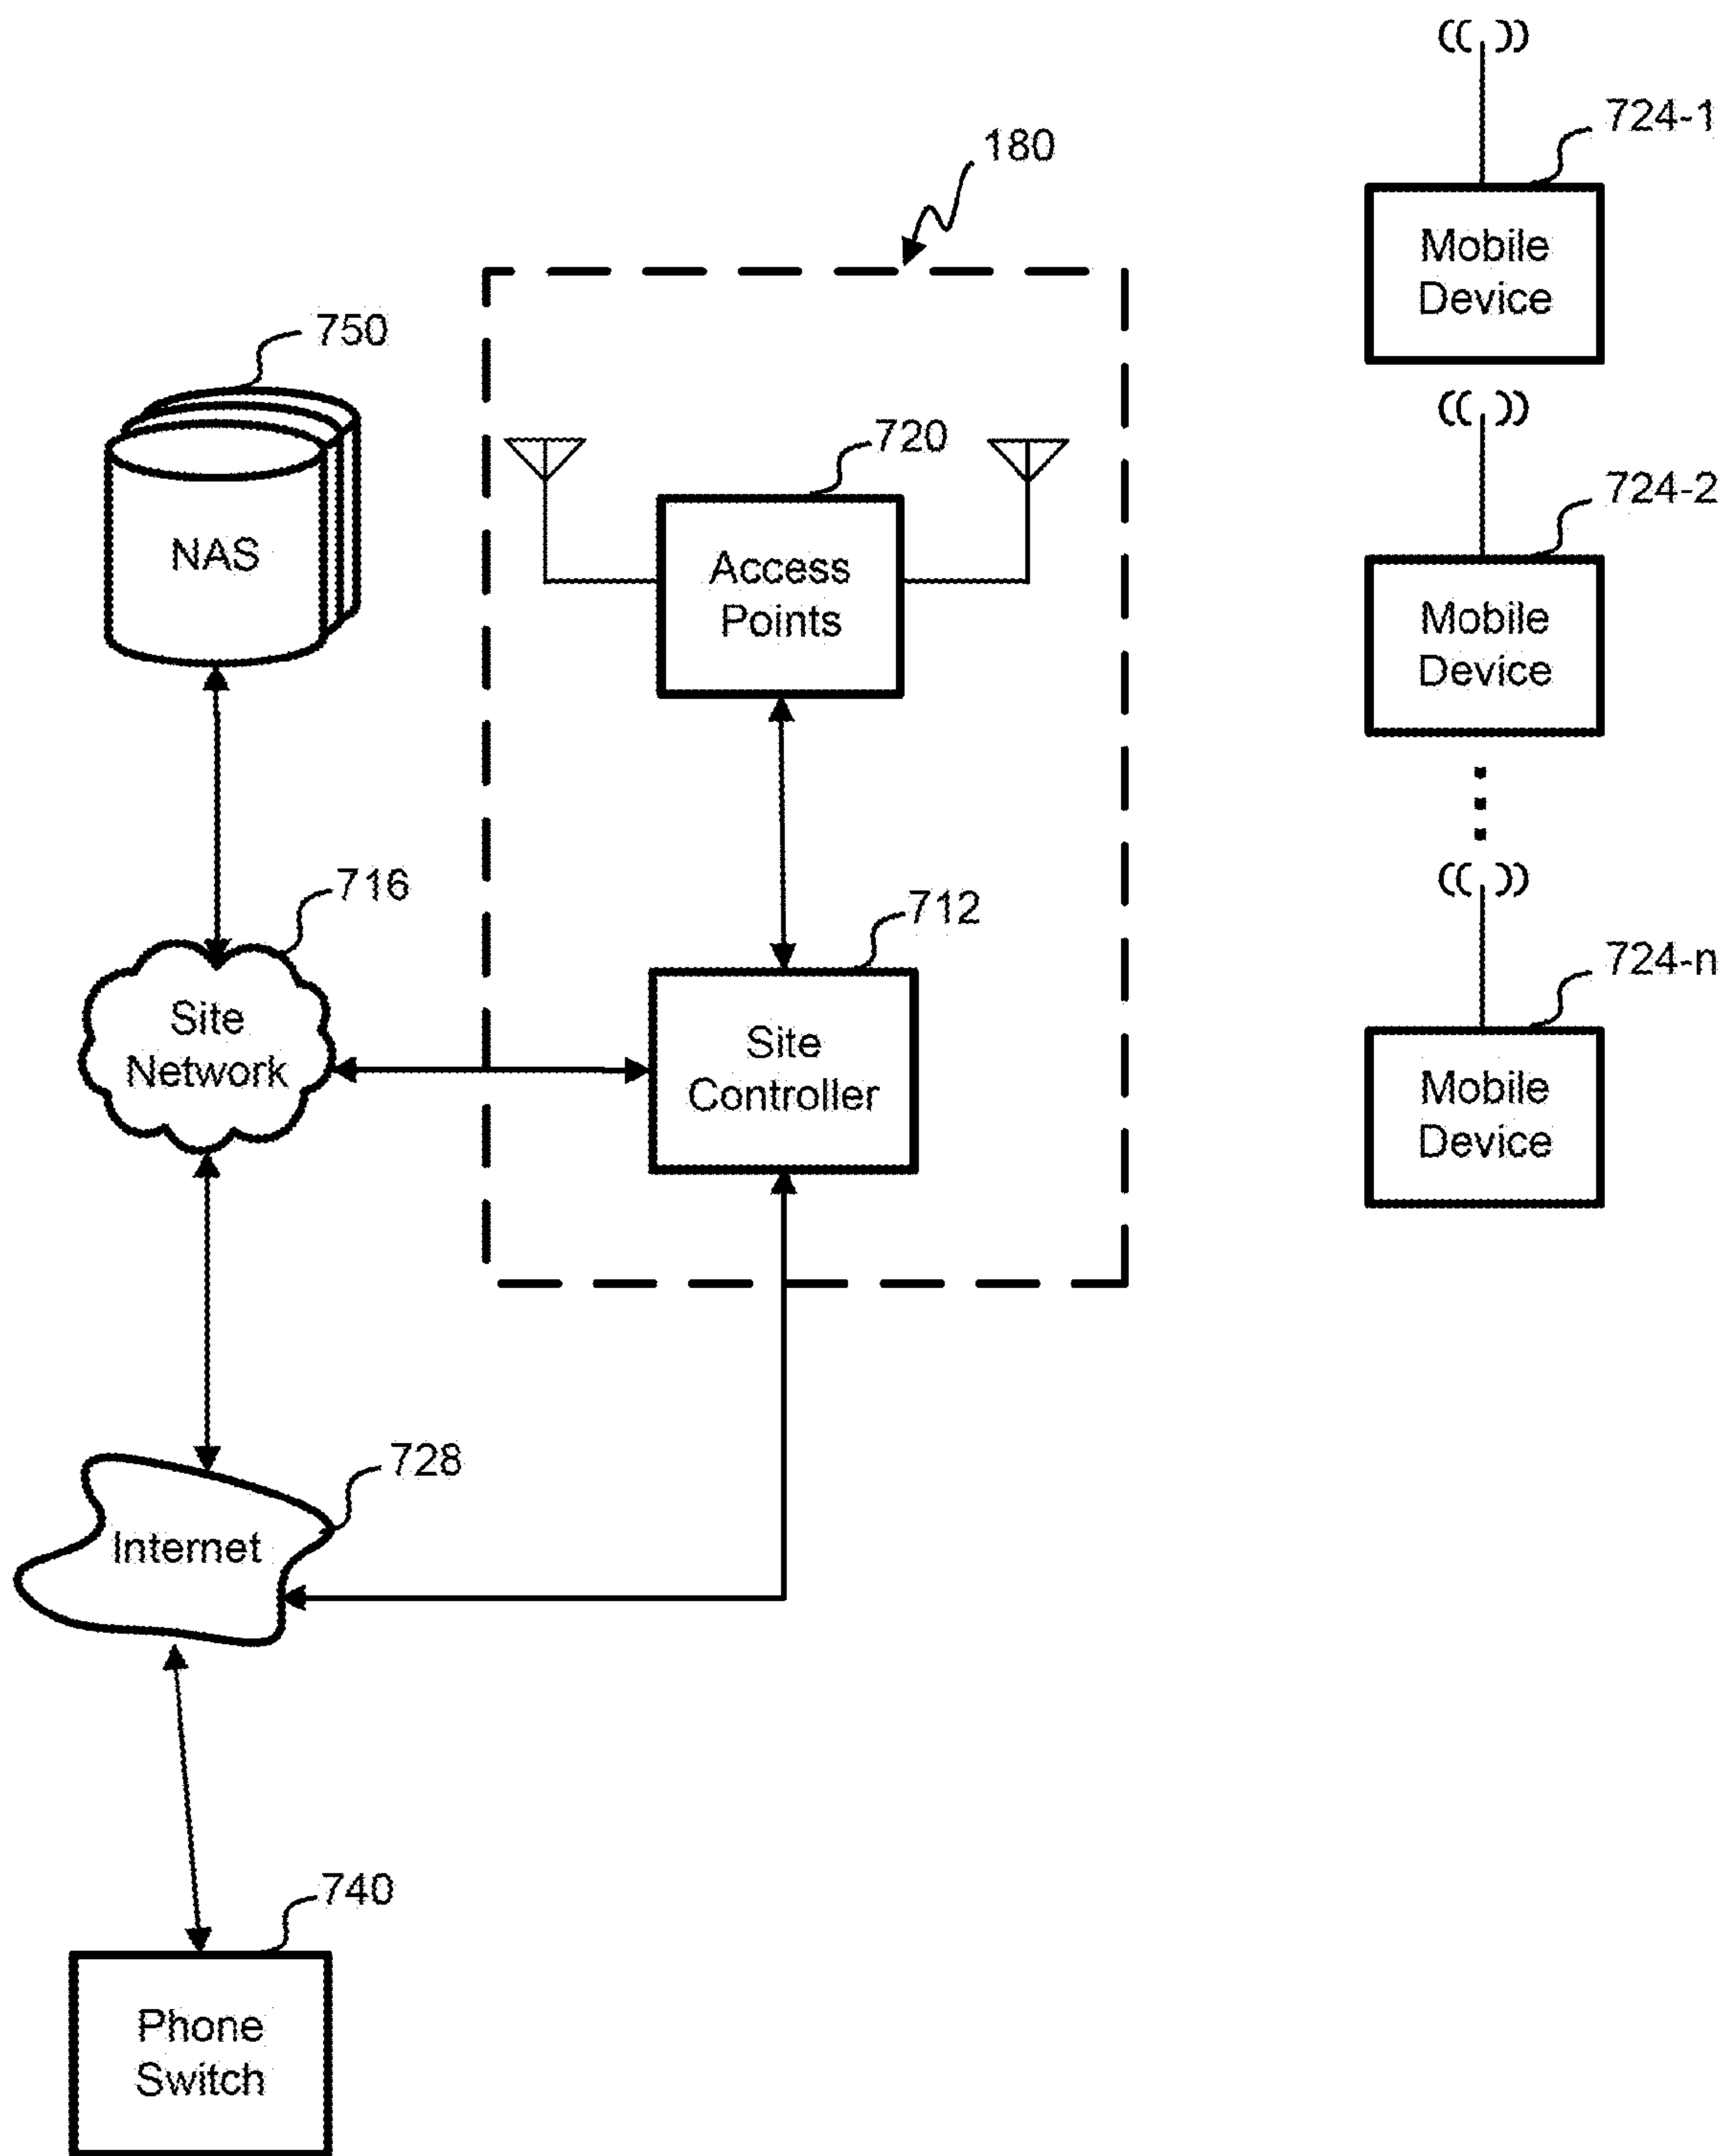 724-1
180
Mobile
Device
750
720
724-2
NAS
Access
Points
Mobile
Device
716
712
724-n
Site
Network
Site
Controller
Mobile
Device
728
Internet
740
Phone
Switch